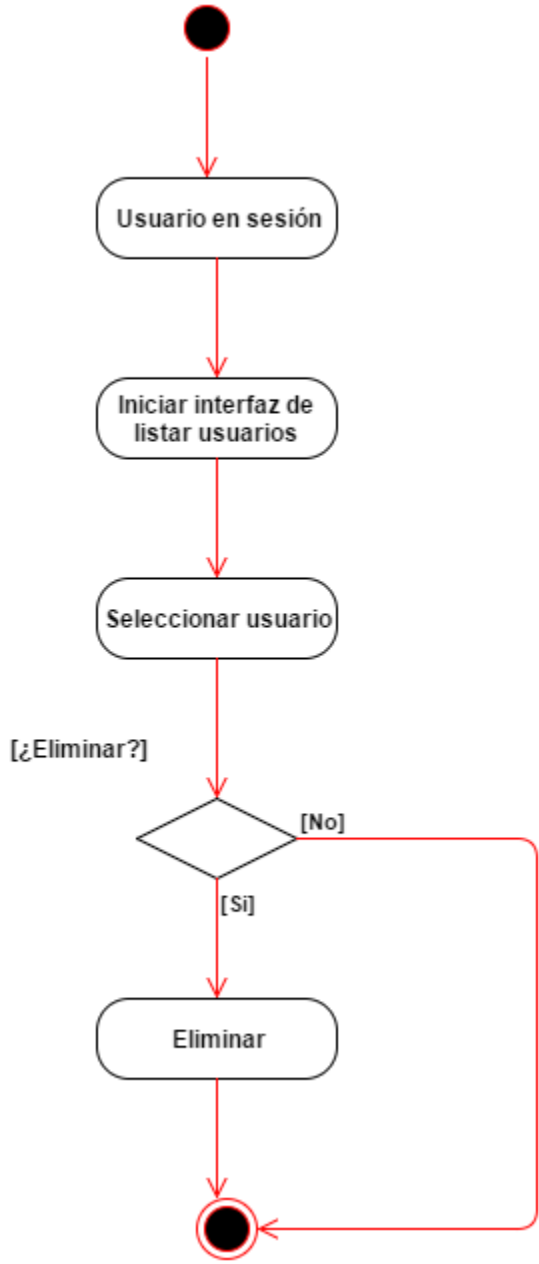 Usuario en sesión
Iniciar interfaz de
listar usuarios
Seleccionar usuario
[¿Eliminar?]
[No]
[Si]
Eliminar